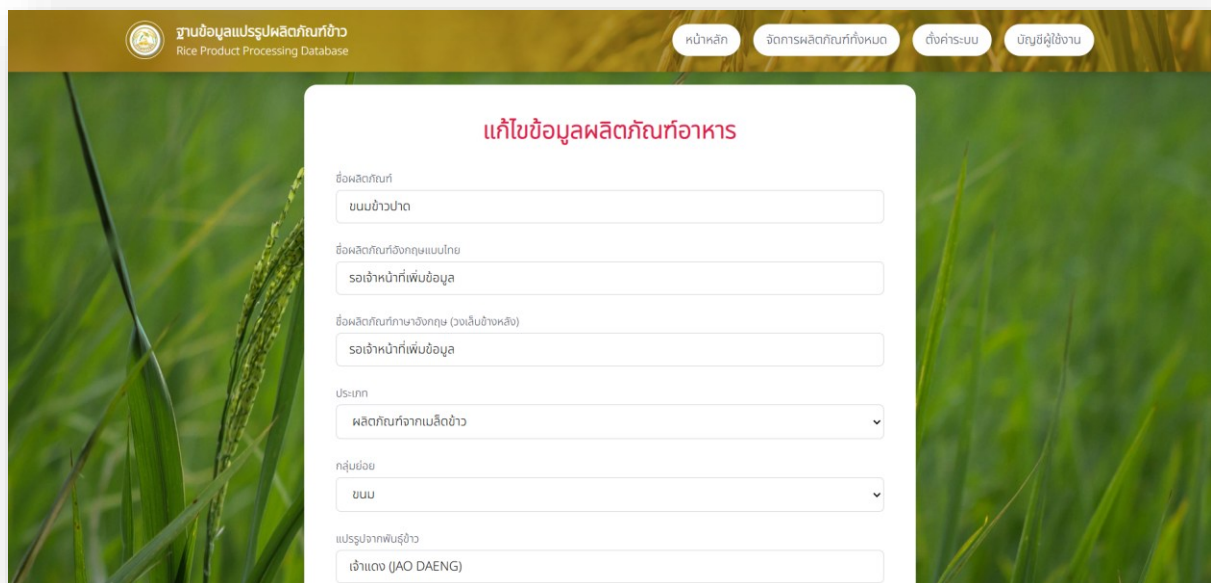 ฐานข้อมูลแปรรูปผลิตภัณฑ์ข้าว
Rice Product Processing Database
หน้าหลัก
จัดการผลิตภัณฑ์ทั้งหมด
ตั้งค่าระบบ
บัญชีผู้ใช้งาน
แก้ไขข้อมูลผลิตภัณฑ์อาหาร
ชื่อผลิตภัณฑ์
ขนมข้าวปาด
ชื่อผลิตภัณฑ์อังกฤษแบบไทย
รอเจ้าหน้าที่เพิ่มข้อมูล
ชื่อผลิตภัณฑ์ภาษาอังกฤษ (วงเล็บข้างหลัง)
รอเจ้าหน้าที่เพิ่มข้อมูล
ประเภท
ผลิตภัณฑ์จากเมล็ดข้าว
กลุ่มย่อย
ขนม
แปรรูปจากพันธุ์ข้าว
เจ้าแดง (JAO DAENG)